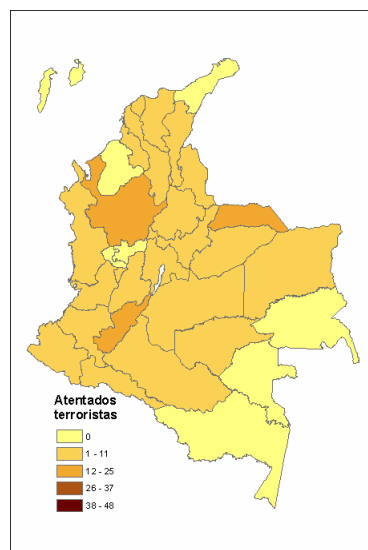 Atentados
terroristas
0
1 - 11
12 - 25
26 - 37
38 - 48